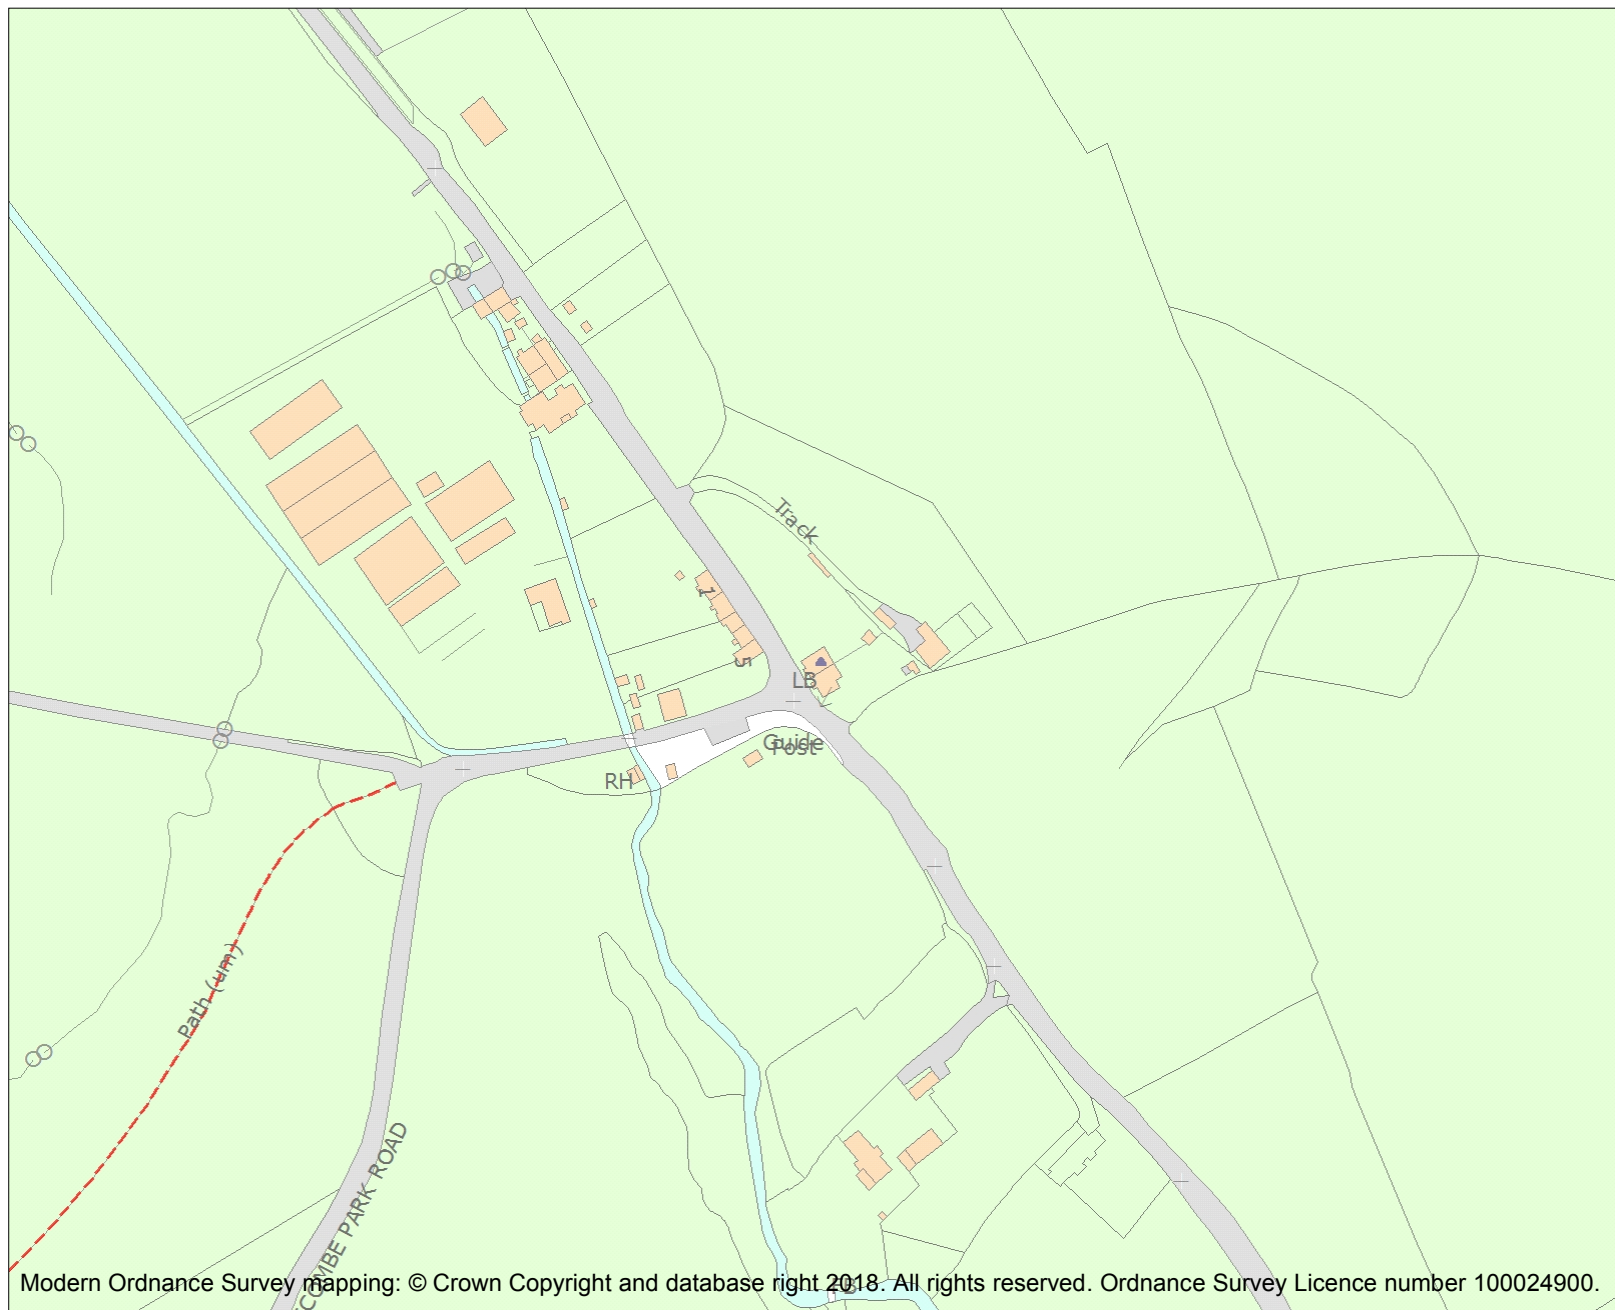 Track
1
5
LB
Guide
Post
RH
Path (um)
COMBE PARK ROAD
FB
Modern Ordnance Survey mapping: © Crown Copyright and database right 2018. All rights reserved. Ordnance Survey Licence number 100024900.